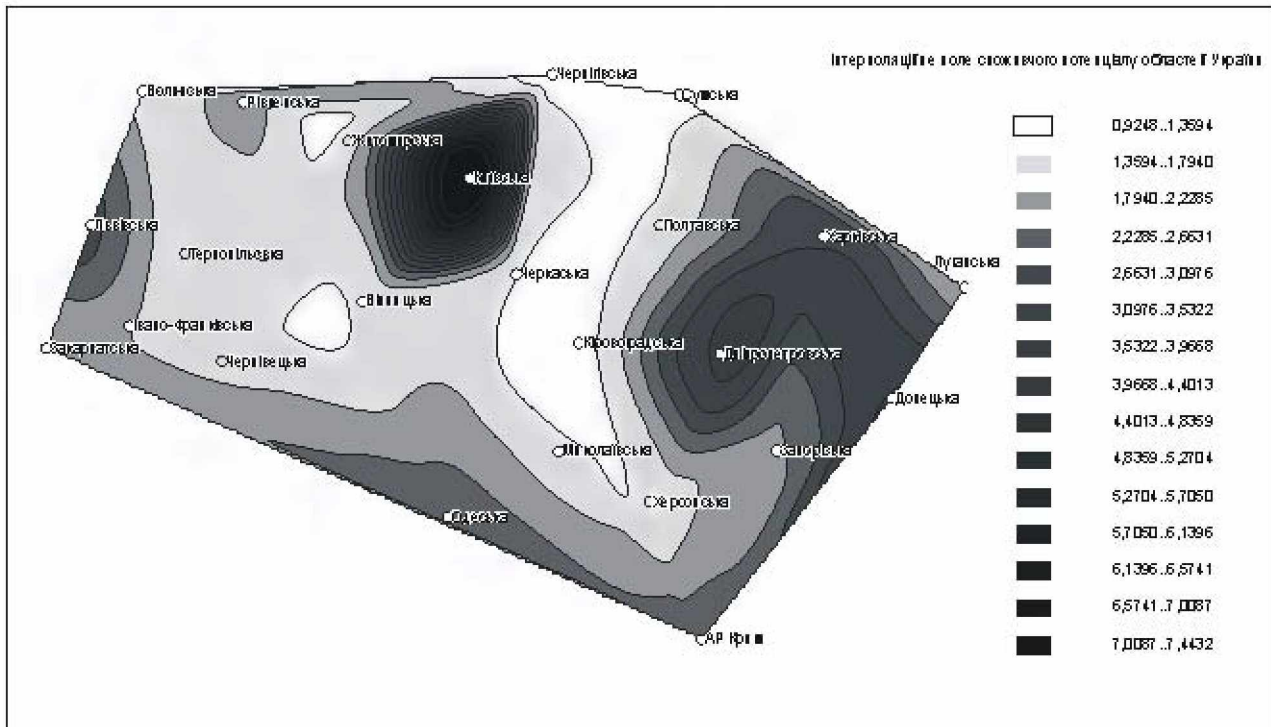 Інтерполяційне поле споживчого потенціалу областей України
Чернігівська
Сумська
Волинська
Рівненська
Житомирська
Київська
Львівська
Полтавська
Харківська
Тернопільська
Луганська
Черкаська
Вінницька
Івано-франківська
Закарпатська
Кіровоградська
Дніпропетровська
Чернівецька
Донецька
Миколаївська
Запорізька
Херсонська
Одеська
АР Крим
0,9248..1,3594
1,3594..1,7940
1,7940..2,2285
2,2285..2,6631
2,6631..3,0976
3,0976..3,5322
3,5322..3,9668
3,9668..4,4013
4,4013..4,8359
4,8359..5,2704
5,2704..5,7050
5,7050..6,1396
6,1396..6,5741
6,5741..7,0087
7,0087..7,4432